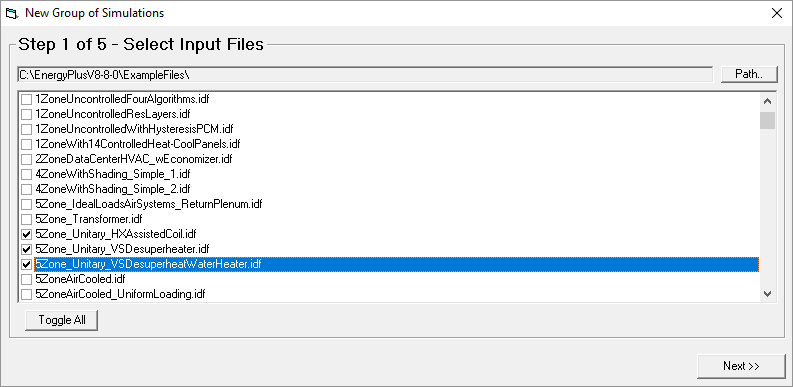 New Group of Simulations
Step 1 of 5 - Select Input Files
C:\EnergyPlusV8-8-0\ExampleFiles\
Path..
1ZoneUncontrolledFourAlgorithms.idf
1ZoneUncontrolledResLayers.idf
1ZoneUncontrolledWithHysteresisPCM.idf
1ZoneWith14ControlledHeat-CoolPanels.idf
2ZoneDataCenterHVAC_wEconomizer.idf
4ZoneWithShading_Simple_1.idf
4ZoneWithShading_Simple_2.idf
5Zone_IdealLoadsAirSystems_ReturnPlenum.idf
5Zone_Transformer.idf
5Zone_Unitary_HXAssistedCoil.idf
5Zone_Unitary_VSDesuperheater.idf
5Zone_Unitary_VSDesuperheatWaterHeater.idf
5ZoneAirCooled.idf
5ZoneAirCooled_UniformLoading.idf
Toggle All
Next >>